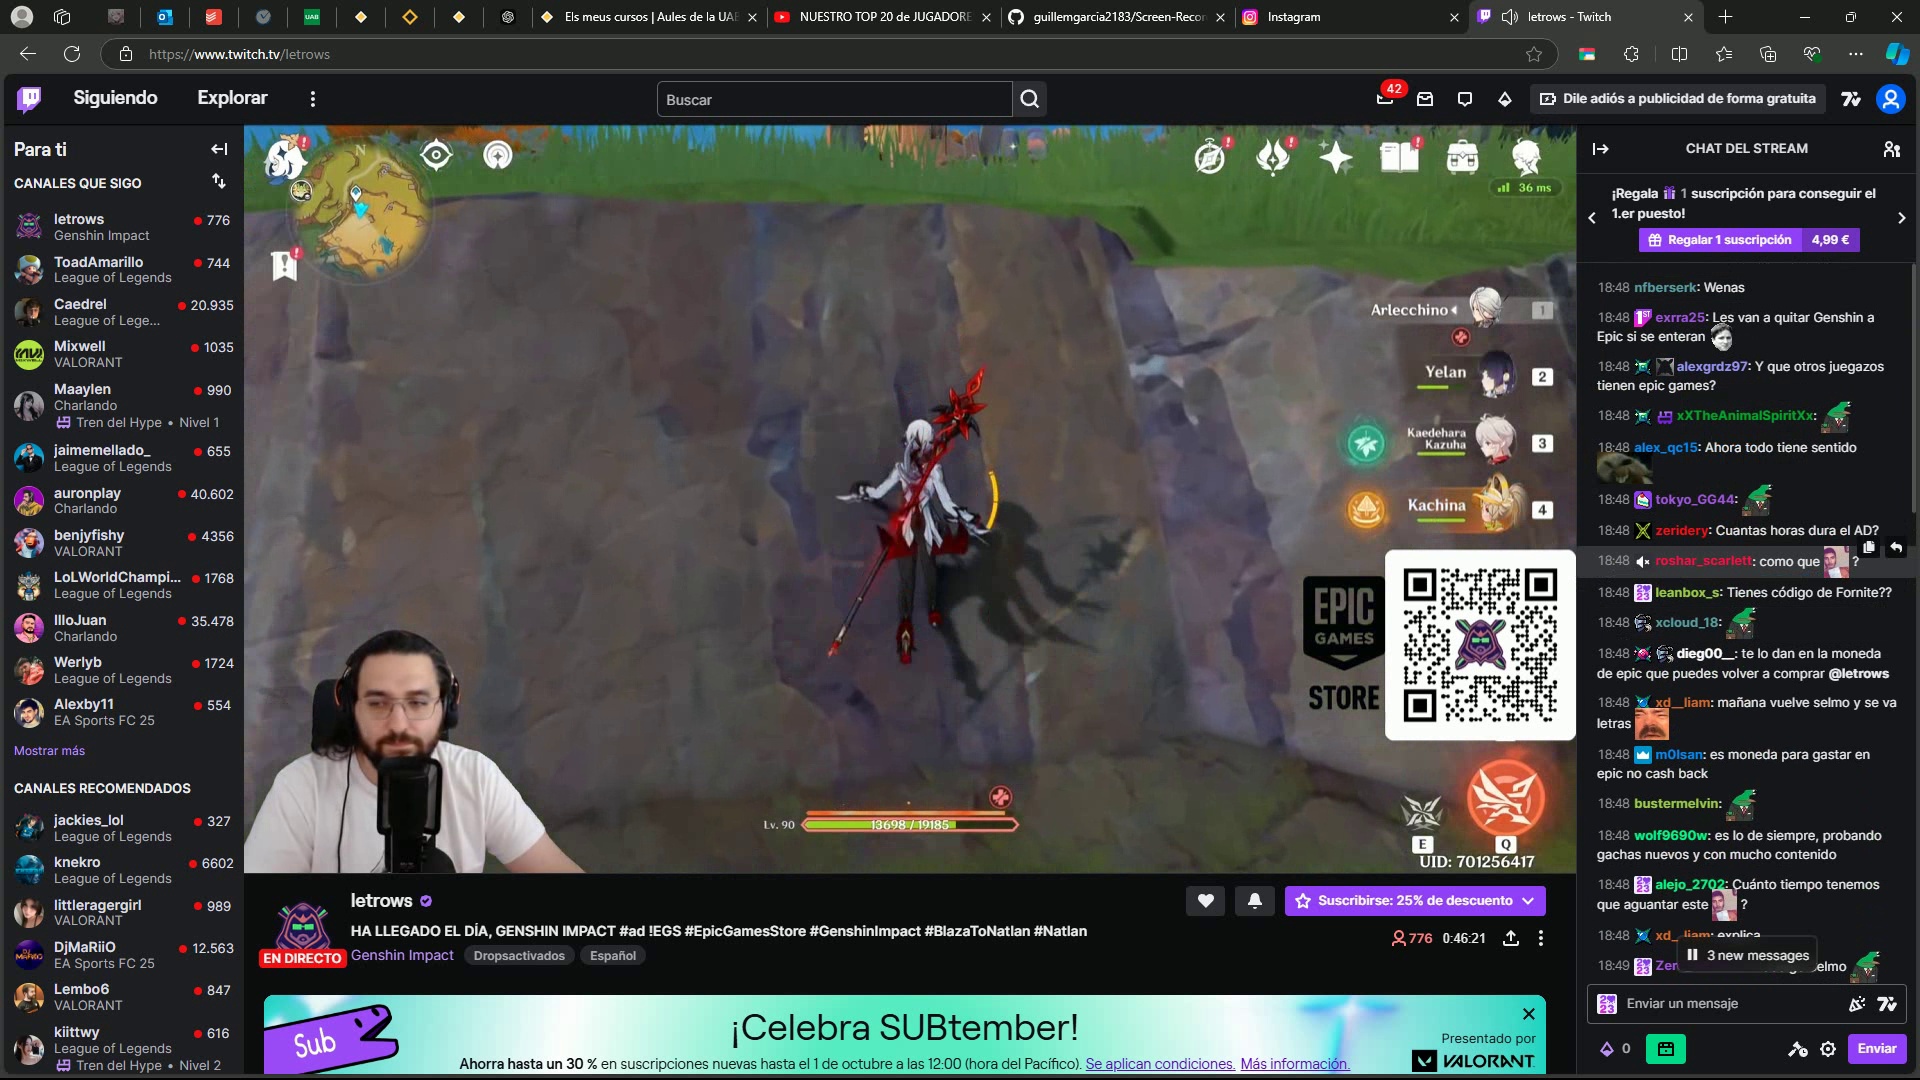 Els meus cursos | Aules de la UAB
NUESTRO TOP 20 de JUGADORE
guillemgarcia2183/Screen-Recor
Instagram
letrows - Twitch
https://www.twitch.tv/letrows
Siguiendo
Explorar
Buscar
42
Dile adiós a publicidad de forma gratuita
Para ti
CANALES QUE SIGO
letrows
776
Genshin Impact
ToadAmarillo
744
League of Legends
Caedrel
20.935
League of Lege...
Mixwell
1035
VALORANT
Maaylen
990
Charlando
Tren del Hype • Nivel 1
jaimemellado_
655
League of Legends
auronplay
40.602
Charlando
benjyfishy
4356
VALORANT
LoLWorldChampi...
1768
League of Legends
IlloJuan
35.478
Charlando
Werlyb
1724
League of Legends
Alexby11
554
EA Sports FC 25
Mostrar más
CANALES RECOMENDADOS
jackies_lol
327
League of Legends
knekro
6602
League of Legends
littleragergirl
989
VALORANT
DjMaRiiO
12.563
EA Sports FC 25
Lembo6
847
VALORANT
kiittwy
616
League of Legends
Tren del Hype • Nivel 2
N
36 ms
Arlecchino
1
Yelan
2
Kaedehara
Kazuha
3
Kachina
4
EPIC
GAMES
STORE
Lv. 90
13698 / 19185
E
Q
UID: 701256417
letrows
EN DIRECTO
HA LLEGADO EL DÍA, GENSHIN IMPACT #ad !EGS #EpicGamesStore #GenshinImpact #BlazaToNatlan #Natlan
Genshin Impact
Dropsactivados
Español
Suscribirse: 25% de descuento
776
0:46:21
Sub
¡Celebra SUBtember!
Ahorra hasta un 30 % en suscripciones nuevas hasta el 1 de octubre a las 12:00 (hora del Pacífico). Se aplican condiciones. Más información.
Presentado por
VALORANT
CHAT DEL STREAM
¡Regala 1 suscripción para conseguir el
1.er puesto!
Regalar 1 suscripción 4,99 €
18:48 nfberserk: Wenas
18:48 1ST exrra25: Les van a quitar Genshin a
Epic si se enteran
18:48 alexgrdz97: Y que otros juegazos
tienen epic games?
18:48 xXTheAnimalSpiritXx:
18:48 alex_qc15: Ahora todo tiene sentido
18:48 tokyo_GG44:
18:48 zeridery: Cuantas horas dura el AD?
18:48 roshar_scarlett: como que ?
18:48 leanbox_s: Tienes código de Fornite??
18:48 xcloud_18:
18:48 dieg00__: te lo dan en la moneda
de epic que puedes volver a comprar @letrows
18:48 xd__liam: mañana vuelve selmo y se va
letras
18:48 m0lsan: es moneda para gastar en
epic no cash back
18:48 bustermelvin:
18:48 wolf9690w: es lo de siempre, probando
gachas nuevos y con mucho contenido
18:48 alejo_2702: Cuánto tiempo tenemos
que aguantar este ?
18:48 xd__liam: explica
3 new messages
18:49 Zer
elmo
Enviar un mensaje
0
Enviar